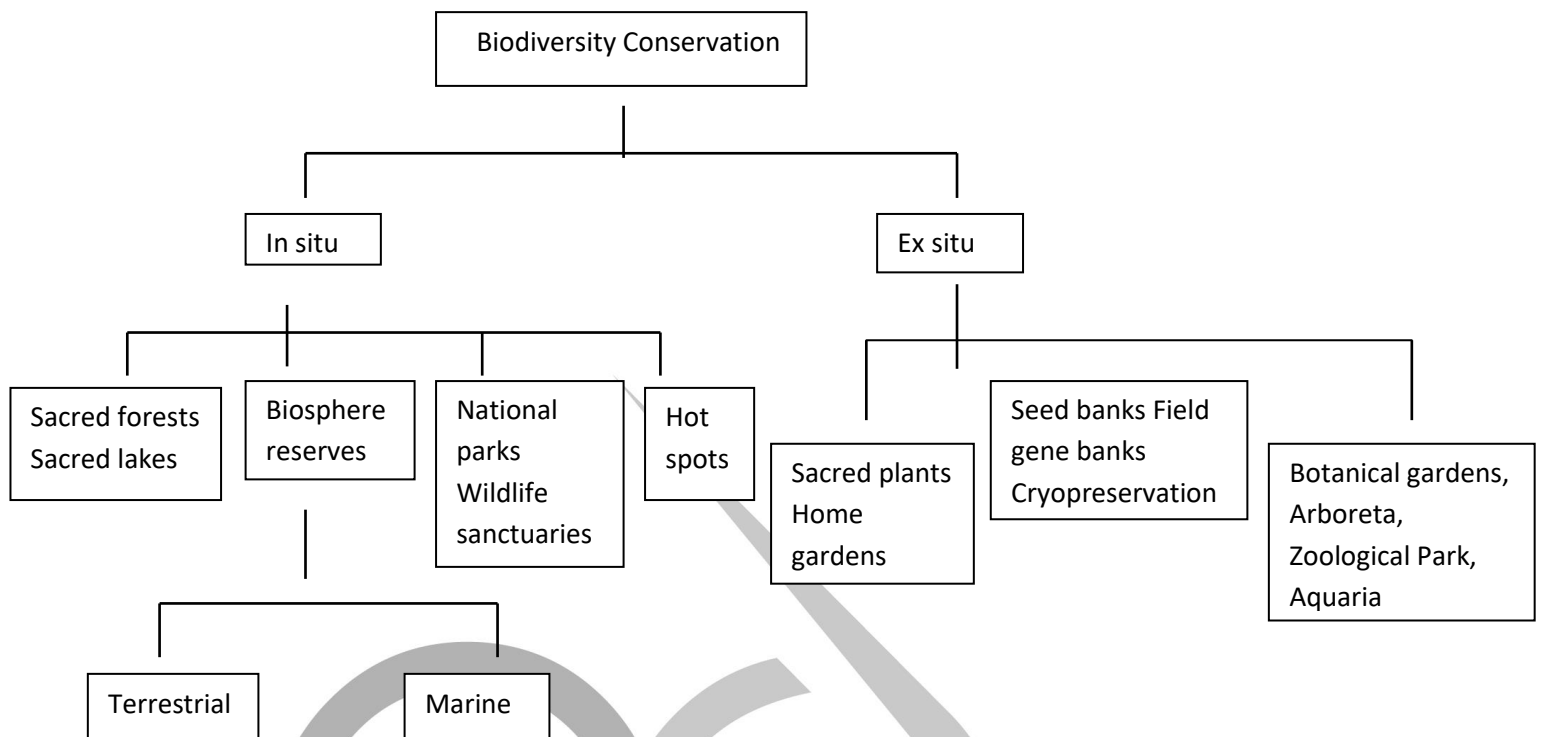 Biodiversity Conservation
In situ
Ex situ
Sacred forests
Sacred lakes
Biosphere
reserves
National
parks
Wildlife
sanctuaries
Hot
spots
Sacred plants
Home
gardens
Seed banks Field
gene banks
Cryopreservation
Botanical gardens,
Arboreta,
Zoological Park,
Aquaria
Terrestrial
Marine